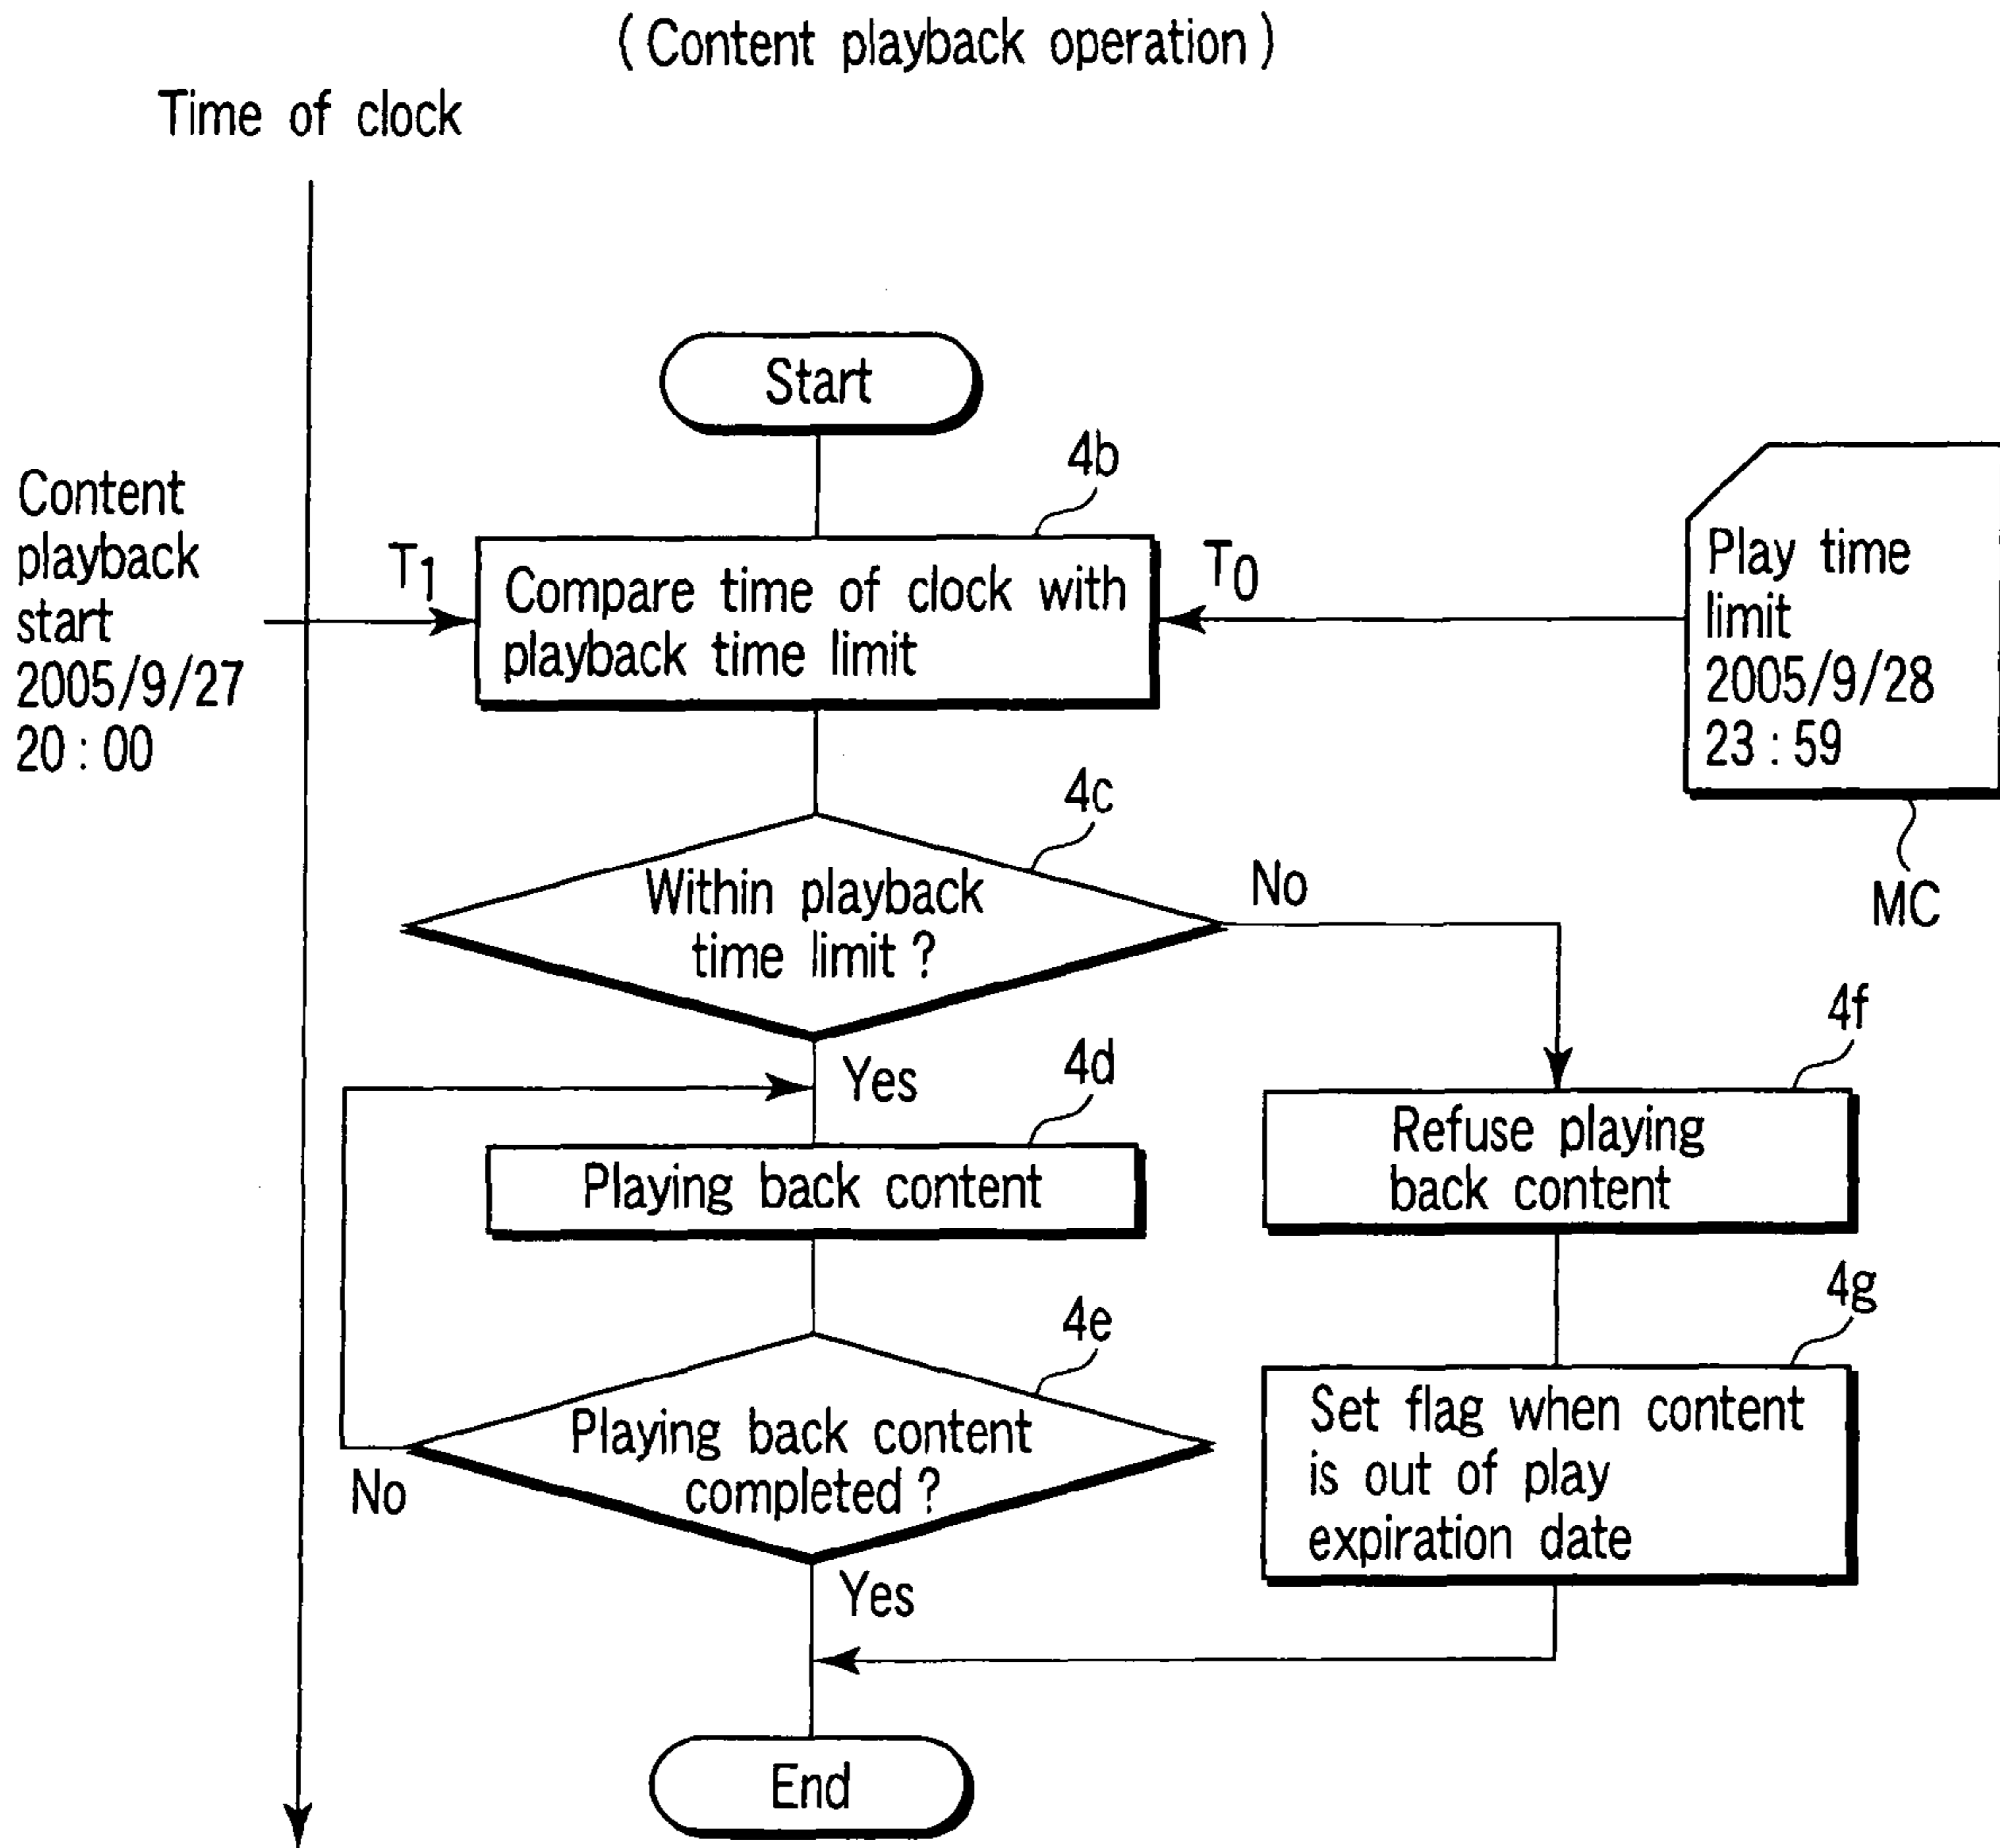 (Content playback operation)
Time of clock
Start
4b
Content
playback
start
2005/9/27
20:00
T1
Compare time of clock with
playback time limit
T0
Play time
limit
2005/9/28
23:59
MC
4c
Within playback
time limit?
No
Yes
4d
Playing back content
4f
Refuse playing
back content
4e
Playing back content
completed?
No
Yes
4g
Set flag when content
is out of play
expiration date
End